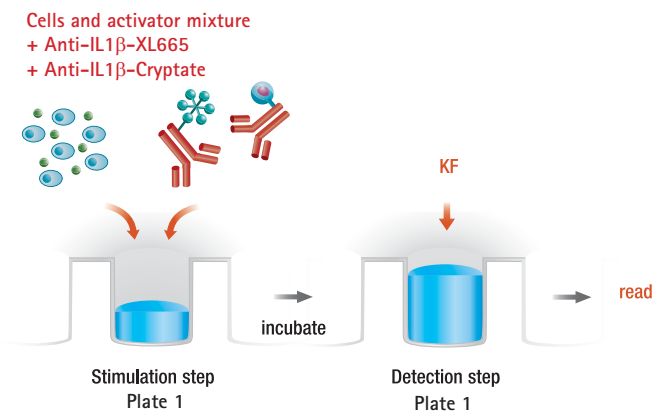 Cells and activator mixture
+ Anti-IL1β-XL665
+ Anti-IL1β-Cryptate
KF
incubate
read
Stimulation step
Plate 1
Detection step
Plate 1